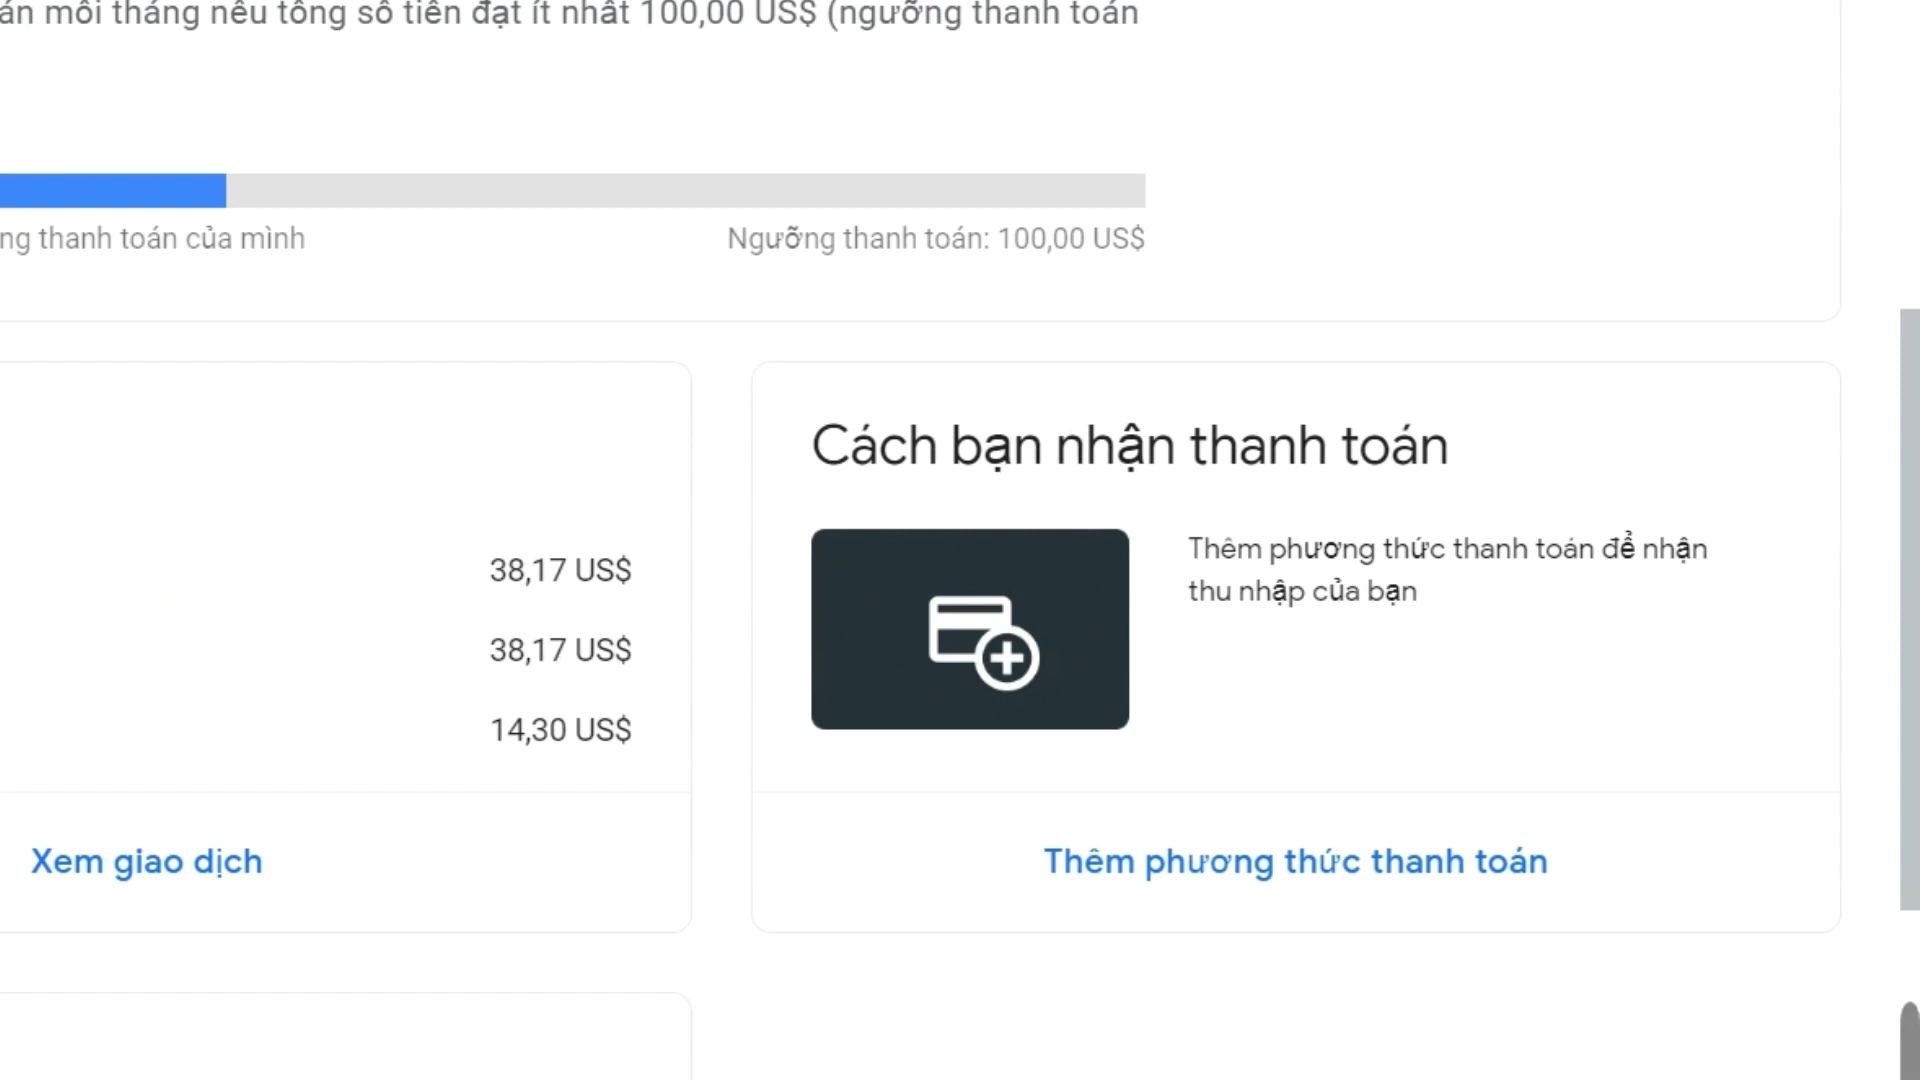 án mỗi tháng nếu tổng số tiền đạt ít nhất 100,00 US$ (ngưỡng thanh toán
ng thanh toán của mình
Ngưỡng thanh toán: 100,00 US$
38,17 US$
38,17 US$
14,30 US$
Xem giao dịch
Cách bạn nhận thanh toán
Thêm phương thức thanh toán để nhận
thu nhập của bạn
Thêm phương thức thanh toán